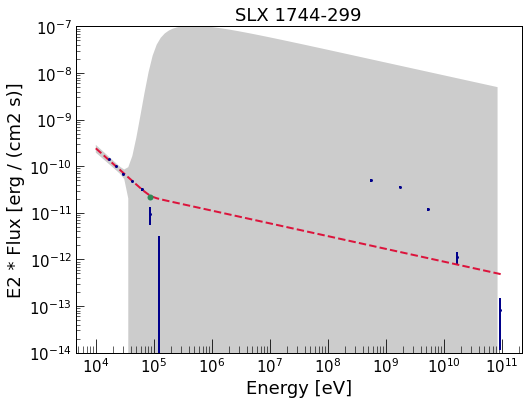 SLX 1744-299
E2 * Flux [erg / (cm2 s)]
10⁻⁷
10⁻⁸
10⁻⁹
10⁻¹⁰
10⁻¹¹
10⁻¹²
10⁻¹³
10⁻¹⁴
10⁴ 10⁵ 10⁶ 10⁷ 10⁸ 10⁹ 10¹⁰ 10¹¹
Energy [eV]